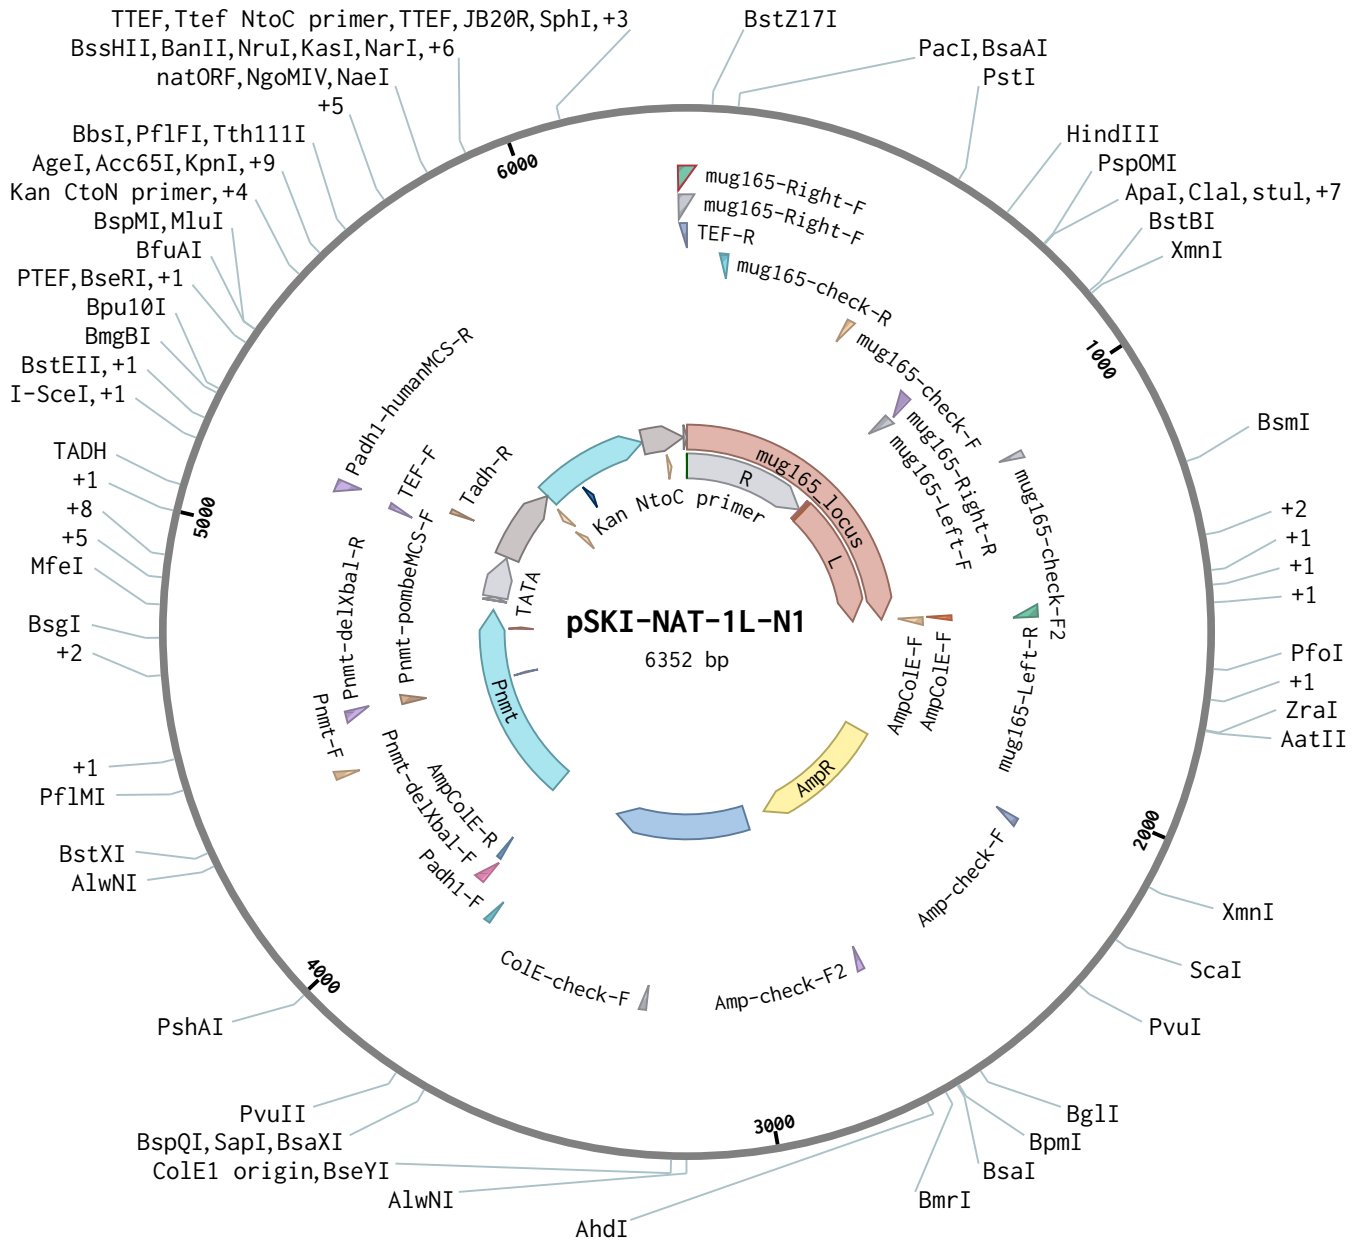 TTEF,Ttef NtoC primer,TTEF,JB20R,SphI,+3
BssHII,BanII,NruI,KasI,NarI,+6
natORF,NgoMIV,NaeI
+5
BbsI,PflFI,Tth111I
AgeI,Acc65I,KpnI,+9
Kan CtoN primer,+4
BspMI,MluI
BfuAI
PTEF,BseRI,+1
Bpu10I
BmgBI
BstEII,+1
I-SceI,+1
TADH
+1
+8
+5
MfeI
BsgI
+2
+1
PflMI
BstXI
AlwNI
PshAI
PvuII
BspQI,SapI,BsaXI
ColE1 origin,BseYI
AlwNI
AhdI
BstZ17I
PacI,BsaAI
PstI
HindIII
PspOMI
ApaI,ClaI,stuI,+7
BstBI
XmnI
BsmI
+2
+1
+1
+1
PfoI
+1
ZraI
AatII
XmnI
ScaI
PvuI
BglI
BpmI
BsaI
BmrI
6000
1000
2000
3000
4000
5000
mug165-Right-F
mug165-Right-F
TEF-R
mug165-check-R
mug165-check-F
mug165-Right-R
mug165-Left-F
mug165-check-F2
mug165-Left-R
AmpColE-F
AmpColE-F
Amp-check-F
Amp-check-F2
ColE-check-F
Padh1-F
Pnmt-delXbaI-F
AmpColE-R
Pnmt-F
Pnmt-delXbaI-R
Pnmt-pombeMCS-F
TEF-F
Padh1-humanMCS-R
Tadh-R
TATA
Kan NtoC primer
mug165_locus
R
L
AmpR
Pnmt
pSKI-NAT-1L-N1
6352 bp